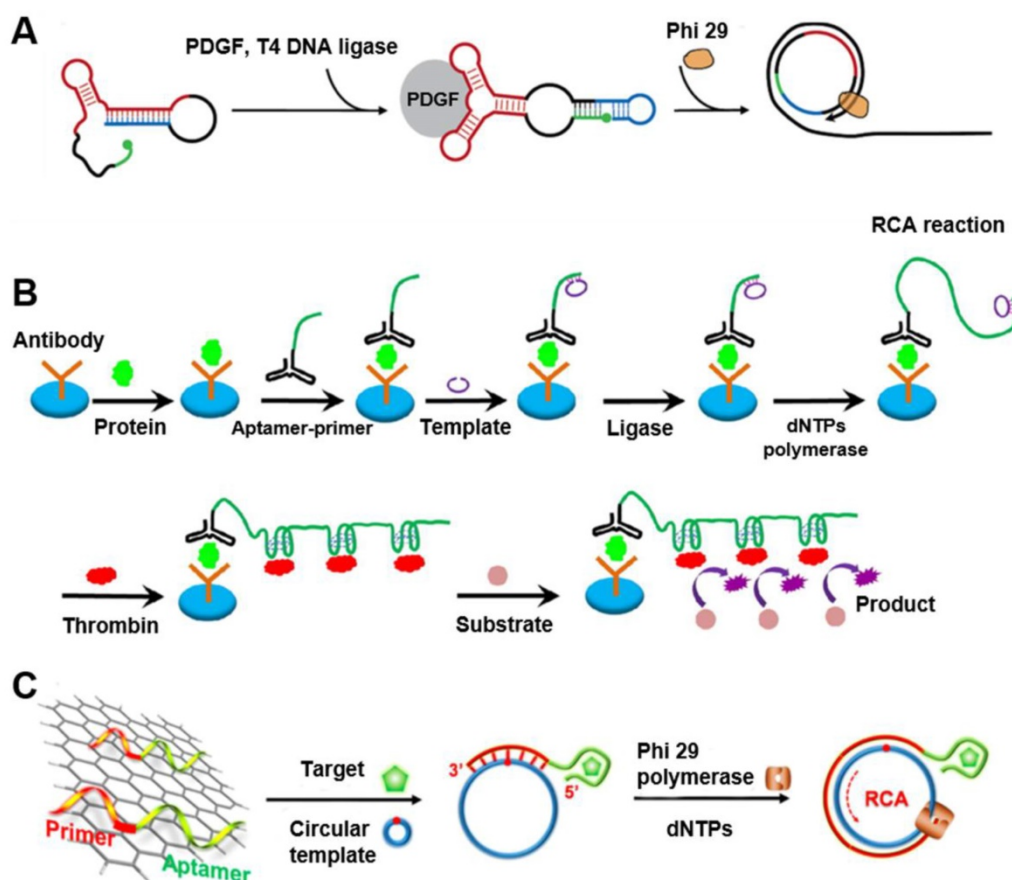 A
PDGF, T4 DNA ligase
PDGF
Phi 29
B
RCA reaction
Antibody
Protein
Aptamer-primer
Template
Ligase
dNTPs
polymerase
Thrombin
Substrate
Product
C
Primer
Aptamer
Target
Circular
template
3’
5’
Phi 29
polymerase
dNTPs
RCA